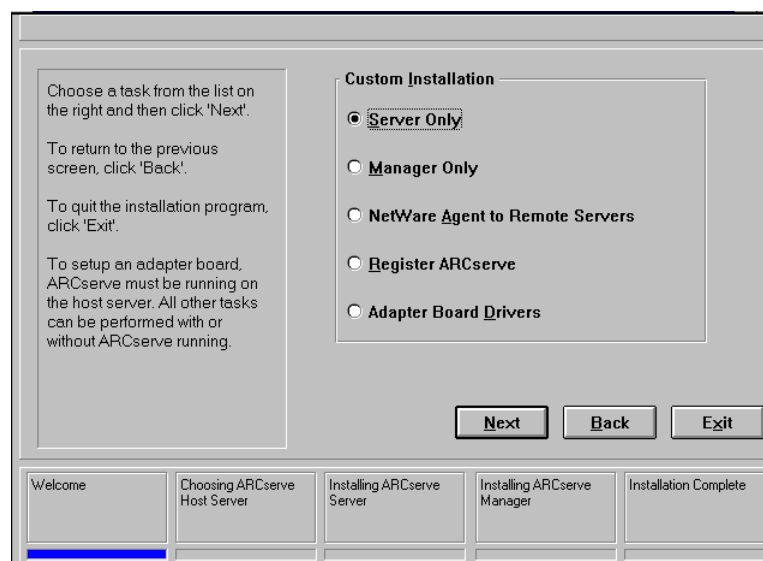 Choose a task from the list on
the right and then click 'Next'.
To return to the previous
screen, click 'Back'.
To quit the installation program,
click 'Exit'.
To setup an adapter board,
ARCserve must be running on
the host server. All other tasks
can be performed with or
without ARCserve running.
Custom Installation
Server Only
Manager Only
NetWare Agent to Remote Servers
Register ARCserve
Adapter Board Drivers
Next
Back
Exit
Welcome
Choosing ARCserve
Host Server
Installing ARCserve
Server
Installing ARCserve
Manager
Installation Complete